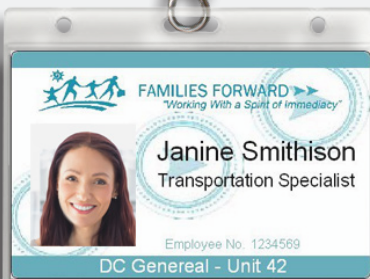 FAMILIES FORWARD
"Working With a Spirit of Immediacy"
Janine Smithison
Transportation Specialist
Employee No. 1234569
DC Genereal - Unit 42